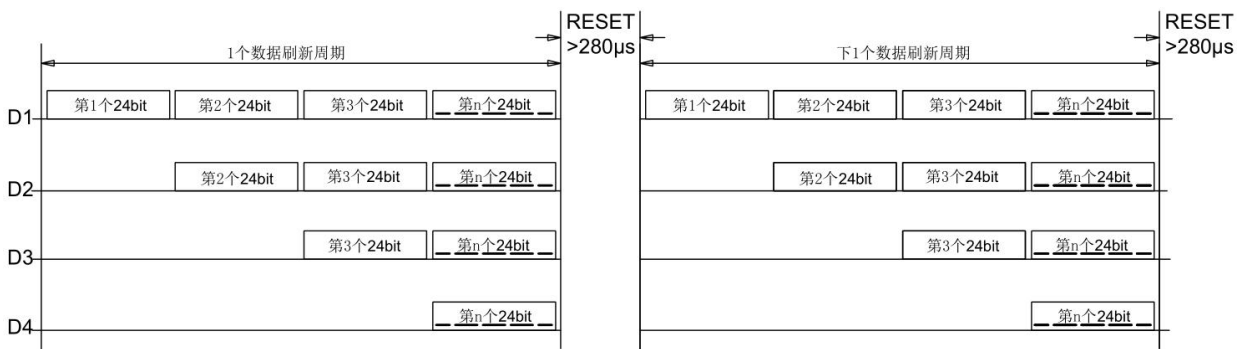 RESET RESET
>280μs >280μs
1个数据刷新周期 下1个数据刷新周期
D1 第1个24bit 第2个24bit 第3个24bit 第n个24bit 第1个24bit 第2个24bit 第3个24bit 第n个24bit
D2 第2个24bit 第3个24bit 第n个24bit 第2个24bit 第3个24bit 第n个24bit
D3 第3个24bit 第n个24bit 第3个24bit 第n个24bit
D4 第n个24bit 第n个24bit